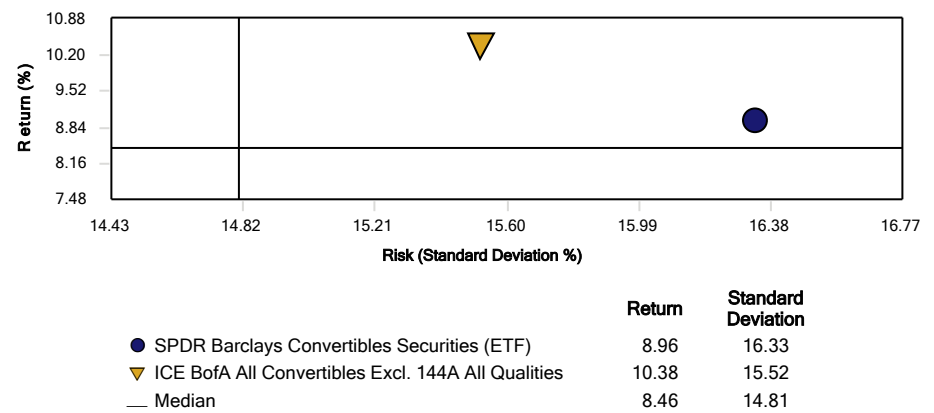 10.88
10.20
9.52
8.84
8.16
7.48
Return (%)
14.43 14.82 15.21 15.60 15.99 16.38 16.77
Risk (Standard Deviation %)
Return Standard Deviation
SPDR Barclays Convertibles Securities (ETF) 8.96 16.33
ICE BofA All Convertibles Excl. 144A All Qualities 10.38 15.52
Median 8.46 14.81